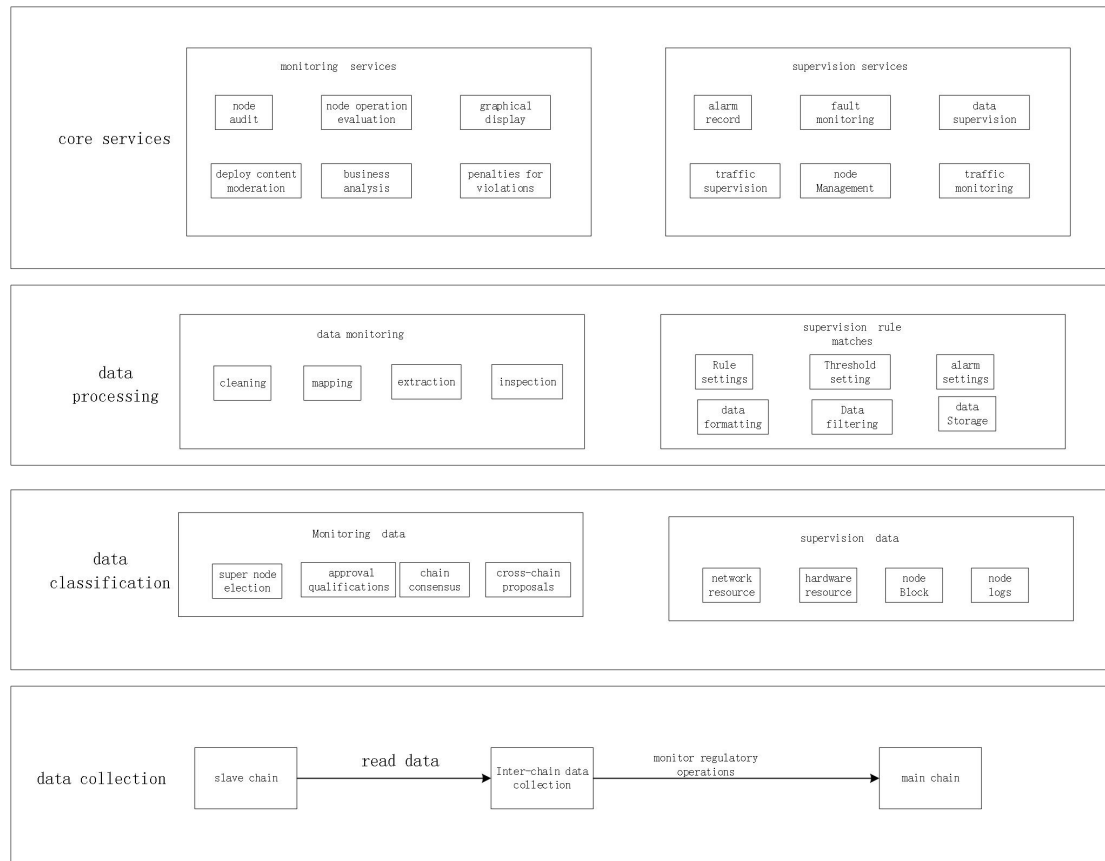 core services
monitoring services
node
audit
node operation
evaluation
graphical
display
deploy content
moderation
business
analysis
penalties for
violations
supervision services
alarm
record
fault
monitoring
data
supervision
traffic
supervision
node
Management
traffic
monitoring
data
processing
data monitoring
cleaning
mapping
extraction
inspection
supervision rule
matches
Rule
settings
Threshold
setting
alarm
settings
data
formatting
Data
filtering
data
Storage
data
classification
Monitoring data
super node
election
approval
qualifications
chain
consensus
cross-chain
proposals
supervision data
network
resource
hardware
resource
node
Block
node
logs
data collection
slave chain
read data
Inter-chain data
collection
monitor regulatory
operations
main chain